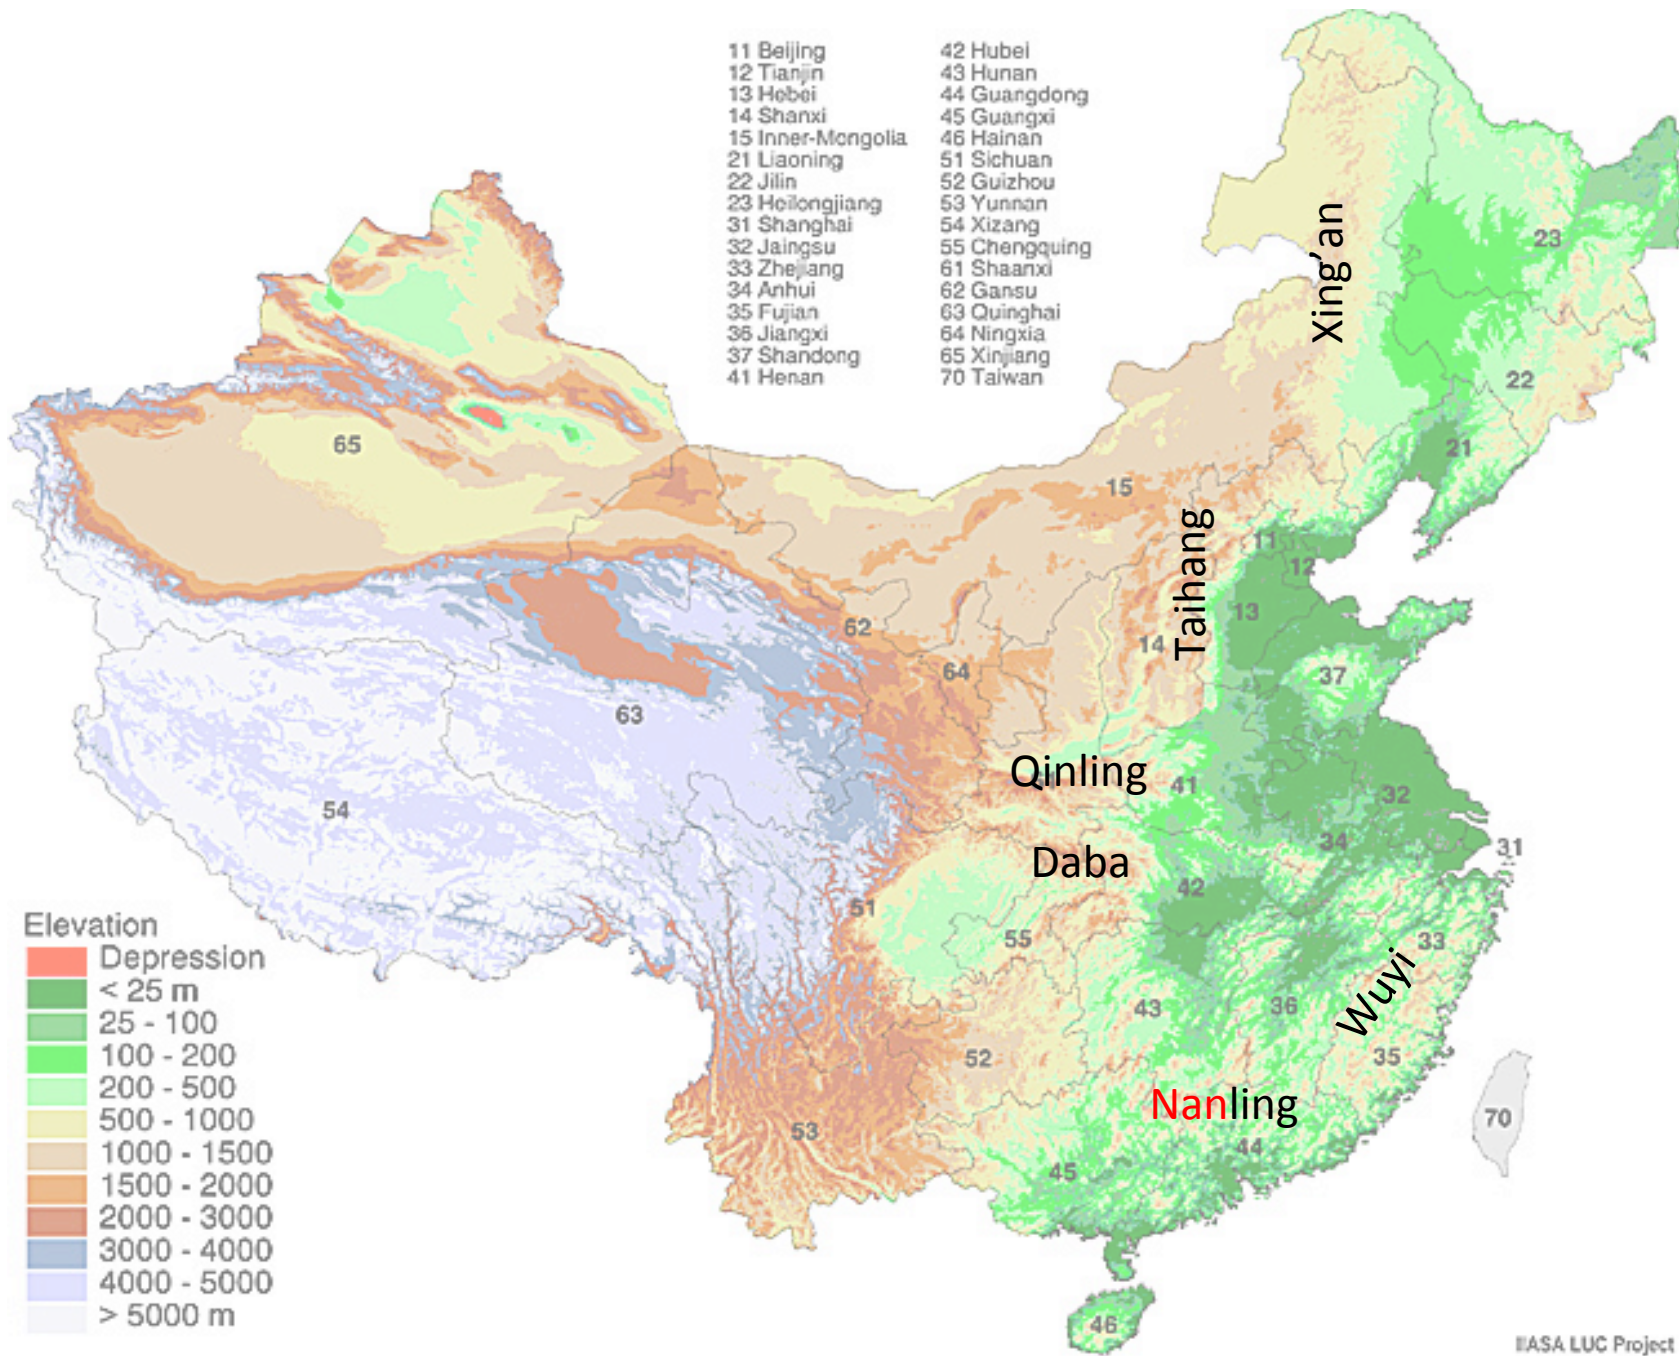 11 Beijing
12 Tianjin
13 Hebei
14 Shanxi
15 Inner-Mongolia
21 Liaoning
22 Jilin
23 Heilongjiang
31 Shanghai
32 Jaingsu
33 Zhejiang
34 Anhui
35 Fujian
36 Jiangxi
37 Shandong
41 Henan
42 Hubei
43 Hunan
44 Guangdong
45 Guangxi
46 Hainan
51 Sichuan
52 Guizhou
53 Yunnan
54 Xizang
55 Chengquing
61 Shaanxi
62 Gansu
63 Quinghai
64 Ningxia
65 Xinjiang
70 Taiwan
Xing'an
23
22
65
21
15
Taihang
11
12
13
62
14
64
37
63
Qinling
41
54
32
34
31
Daba
42
51
55
33
Wuyi
43
36
52
35
Nanling
53
70
44
45
46
Elevation
Depression
< 25 m
25 - 100
100 - 200
200 - 500
500 - 1000
1000 - 1500
1500 - 2000
2000 - 3000
3000 - 4000
4000 - 5000
> 5000 m
IIASA LUC Project